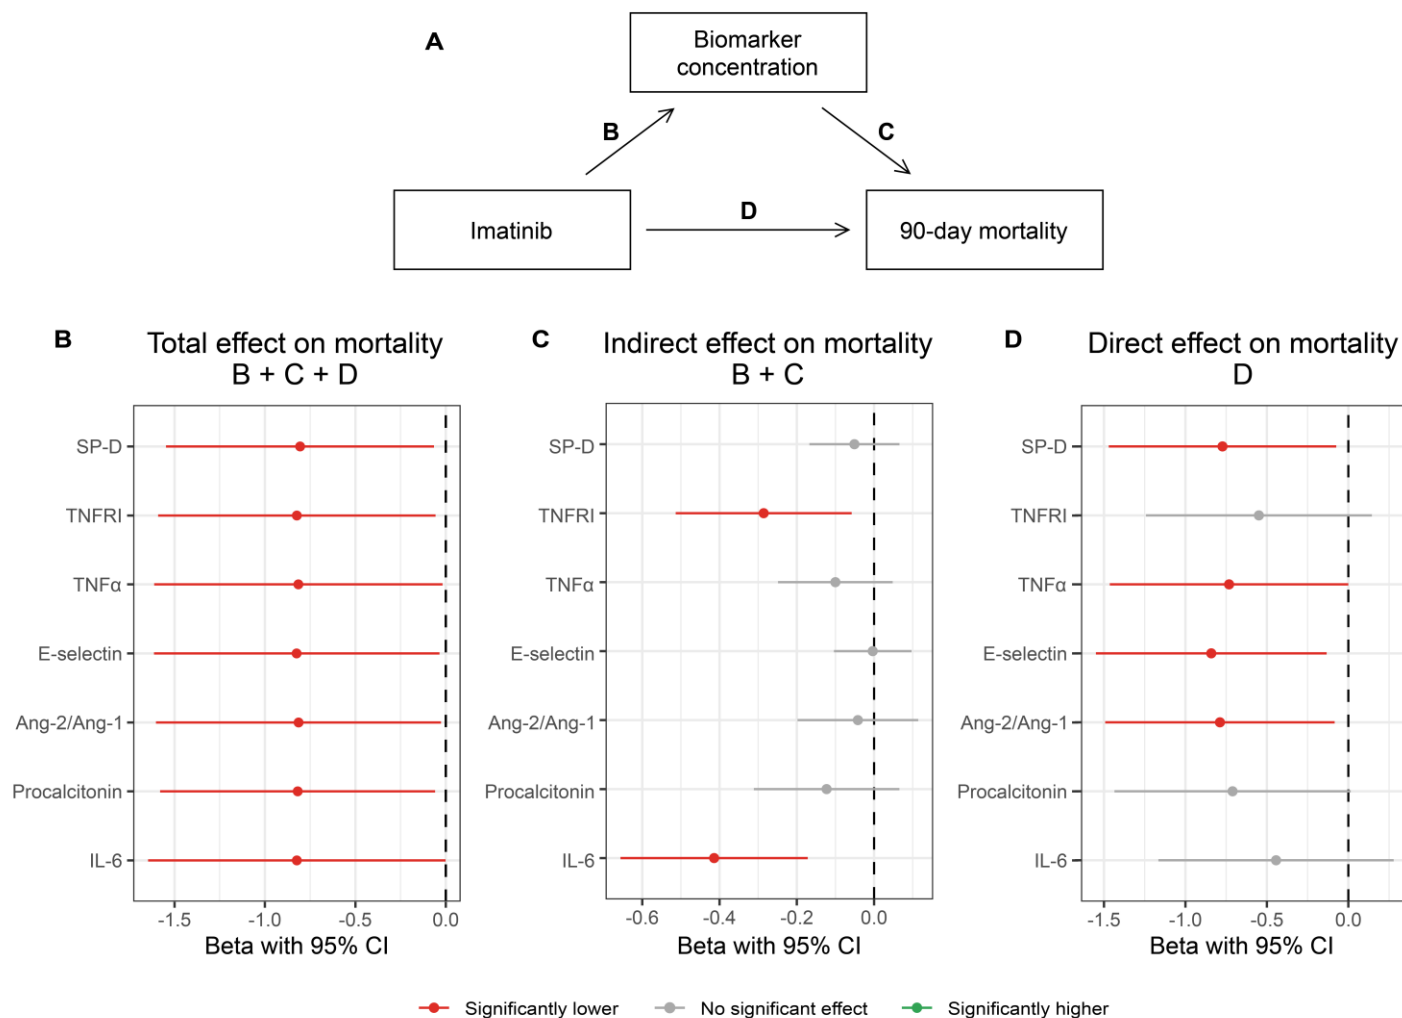 A
Biomarker
concentration
B
C
Imatinib
D
90-day mortality
B
Total effect on mortality
B + C + D
SP-D
TNFRI
TNFα
E-selectin
Ang-2/Ang-1
Procalcitonin
IL-6
-1.5 -1.0 -0.5 0.0
Beta with 95% CI
C
Indirect effect on mortality
B + C
SP-D
TNFRI
TNFα
E-selectin
Ang-2/Ang-1
Procalcitonin
IL-6
-0.6 -0.4 -0.2 0.0
Beta with 95% CI
D
Direct effect on mortality
D
SP-D
TNFRI
TNFα
E-selectin
Ang-2/Ang-1
Procalcitonin
IL-6
-1.5 -1.0 -0.5 0.0
Beta with 95% CI
Significantly lower No significant effect Significantly higher